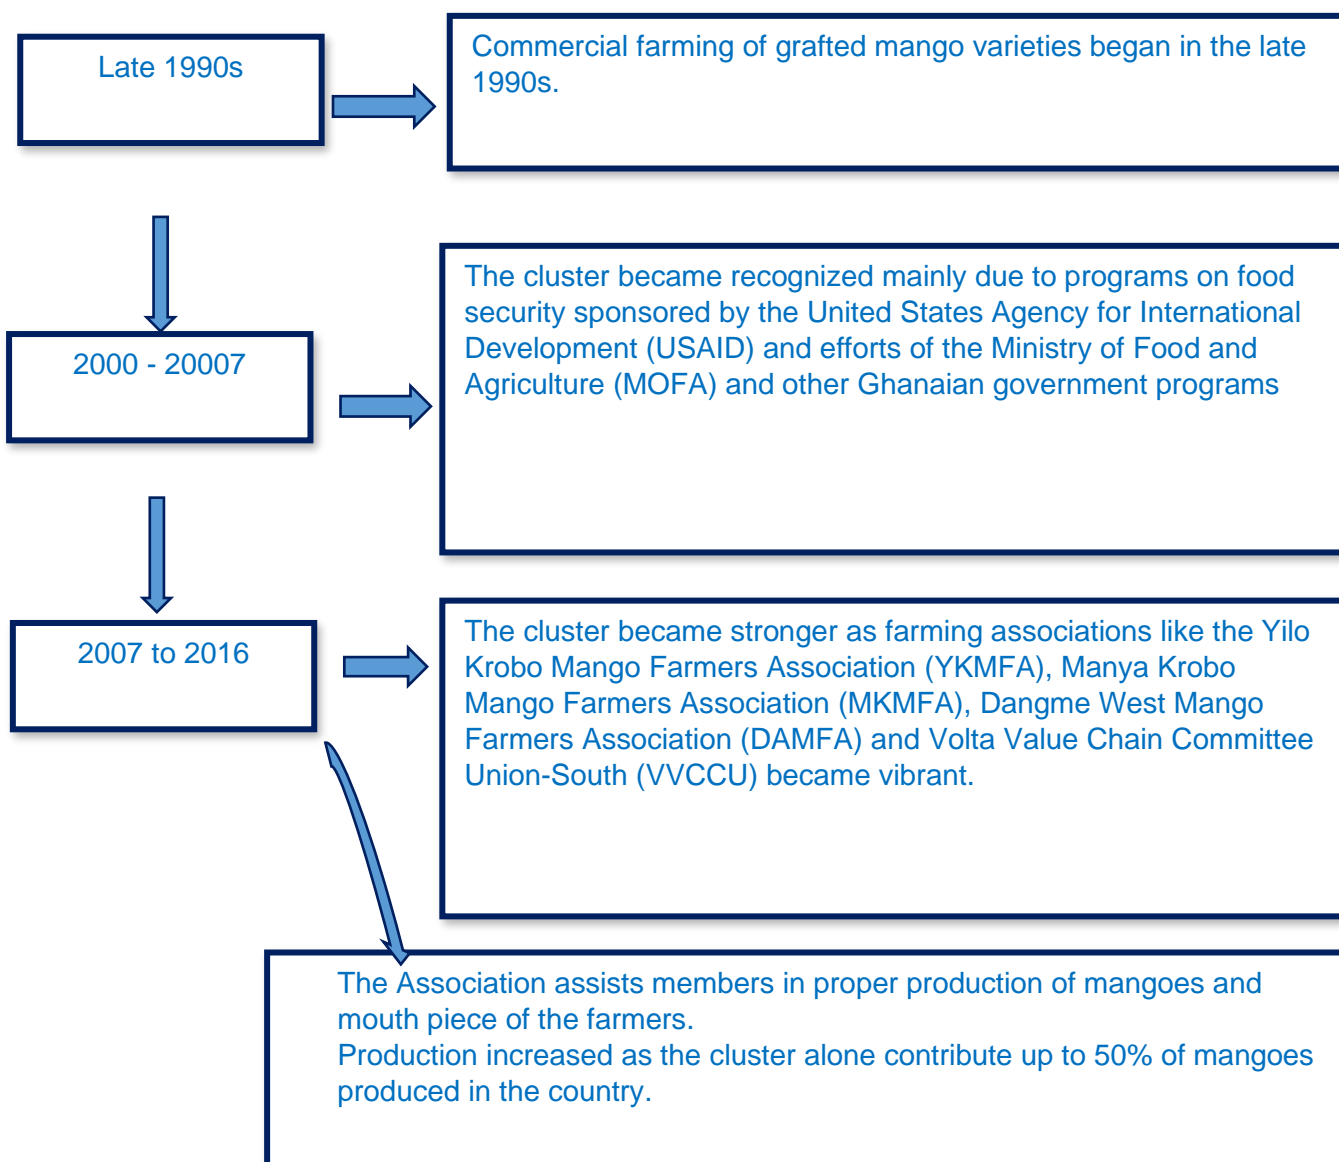 Late 1990s
Commercial farming of grafted mango varieties began in the late
1990s.
2000 - 20007
The cluster became recognized mainly due to programs on food
security sponsored by the United States Agency for International
Development (USAID) and efforts of the Ministry of Food and
Agriculture (MOFA) and other Ghanaian government programs
2007 to 2016
The cluster became stronger as farming associations like the Yilo
Krobo Mango Farmers Association (YKMFA), Manya Krobo
Mango Farmers Association (MKMFA), Dangme West Mango
Farmers Association (DAMFA) and Volta Value Chain Committee
Union-South (VVCCU) became vibrant.
The Association assists members in proper production of mangoes and
mouth piece of the farmers.
Production increased as the cluster alone contribute up to 50% of mangoes
produced in the country.